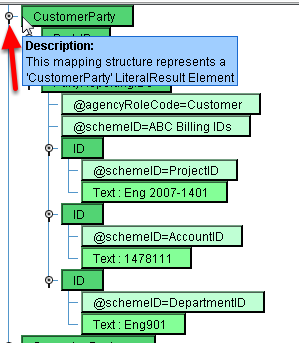 CustomerParty
Description:
This mapping structure represents a
'CustomerParty' LiteralResult Element
@agencyRoleCode=Customer
@schemeID=ABC Billing IDs
ID
@schemeID=ProjectID
Text : Eng 2007-1401
ID
@schemeID=AccountID
Text : 1478111
ID
@schemeID=DepartmentID
Text : Eng901